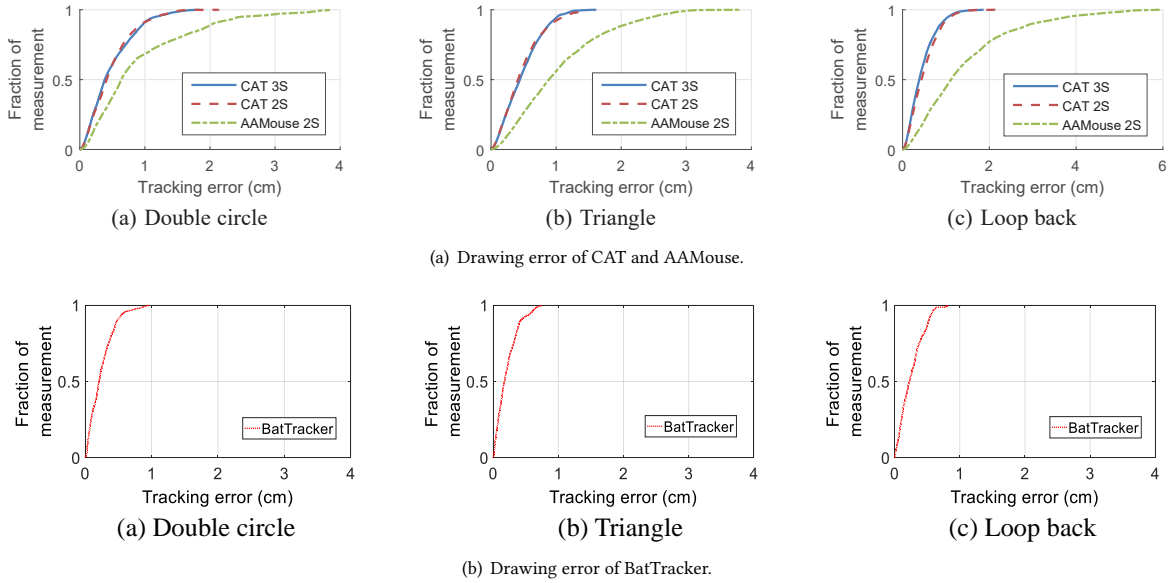 Fraction of
measurement
1
0.5
0
CAT 3S
CAT 2S
AAMouse 2S
0 1 2 3 4
Tracking error (cm)
(a) Double circle
Fraction of
measurement
1
0.5
0
CAT 3S
CAT 2S
AAMouse 2S
0 1 2 3 4
Tracking error (cm)
(b) Triangle
Fraction of
measurement
1
0.5
0
CAT 3S
CAT 2S
AAMouse 2S
0 2 4 6
Tracking error (cm)
(c) Loop back
(a) Drawing error of CAT and AAMouse.
Fraction of
measurement
1
0.5
0
BatTracker
0 1 2 3 4
Tracking error (cm)
(a) Double circle
Fraction of
measurement
1
0.5
0
BatTracker
0 1 2 3 4
Tracking error (cm)
(b) Triangle
Fraction of
measurement
1
0.5
0
BatTracker
0 1 2 3 4
Tracking error (cm)
(c) Loop back
(b) Drawing error of BatTracker.